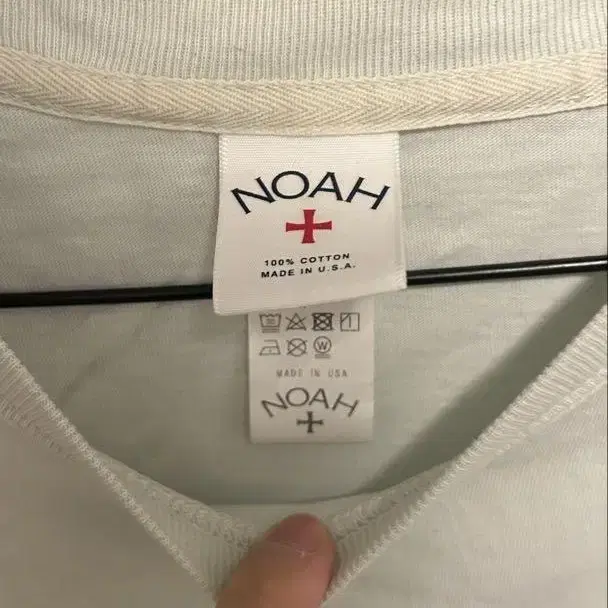 NOAH
100% COTTON
MADE IN U.S.A.
W
MADE IN USA
NOAH